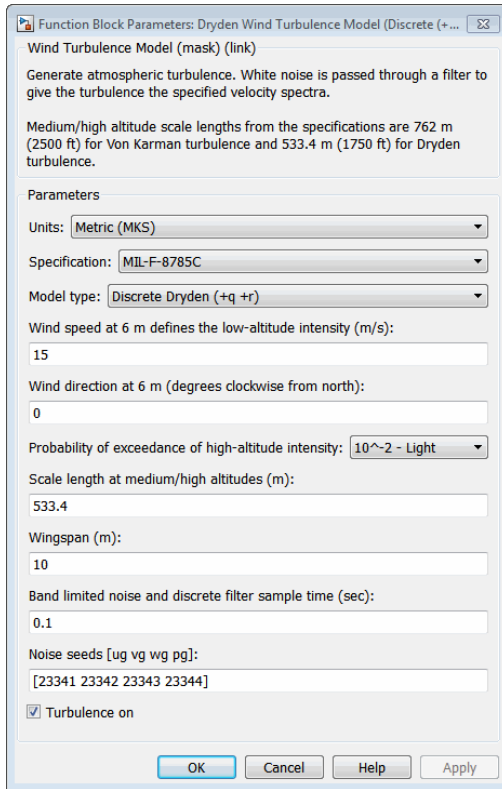 Function Block Parameters: Dryden Wind Turbulence Model (Discrete (+...
Wind Turbulence Model (mask) (link)
Generate atmospheric turbulence. White noise is passed through a filter to
give the turbulence the specified velocity spectra.
Medium/high altitude scale lengths from the specifications are 762 m
(2500 ft) for Von Karman turbulence and 533.4 m (1750 ft) for Dryden
turbulence.
Parameters
Units: Metric (MKS)
Specification: MIL-F-8785C
Model type: Discrete Dryden (+q +r)
Wind speed at 6 m defines the low-altitude intensity (m/s):
15
Wind direction at 6 m (degrees clockwise from north):
0
Probability of exceedance of high-altitude intensity: 10^-2 - Light
Scale length at medium/high altitudes (m):
533.4
Wingspan (m):
10
Band limited noise and discrete filter sample time (sec):
0.1
Noise seeds [ug vg wg pg]:
[23341 23342 23343 23344]
Turbulence on
OK Cancel Help Apply